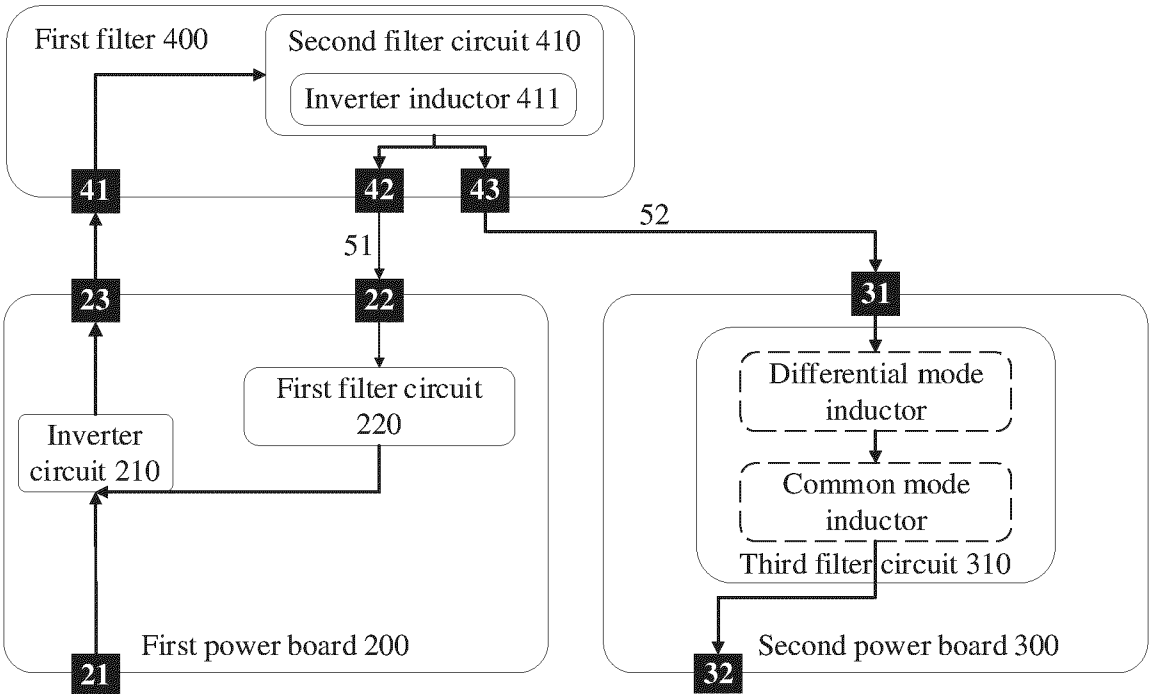 First filter 400
Second filter circuit 410
Inverter inductor 411
41
42
43
51
52
23
22
31
First filter circuit
220
Inverter
circuit 210
Differential mode
inductor
Common mode
inductor
Third filter circuit 310
First power board 200
Second power board 300
21
32